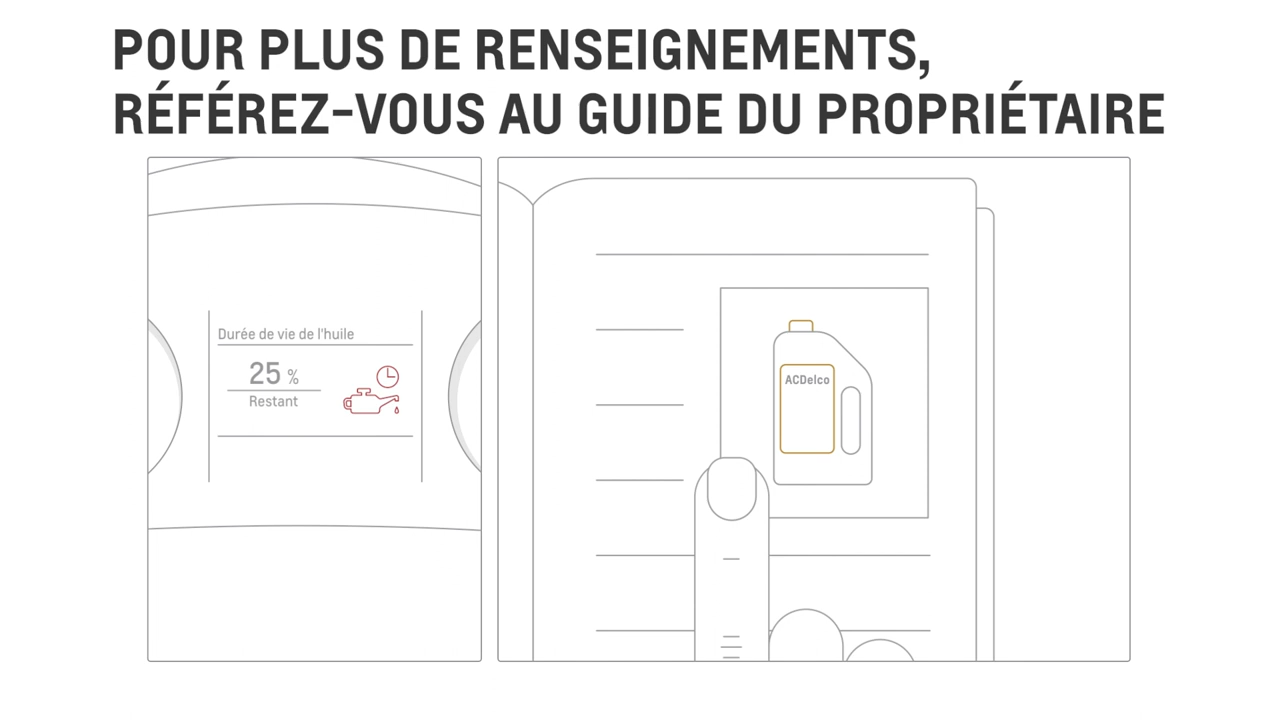 POUR PLUS DE RENSEIGNEMENTS,
RÉFÉREZ-VOUS AU GUIDE DU PROPRIÉTAIRE
Durée de vie de l'huile
25 %
Restant
ACDelco